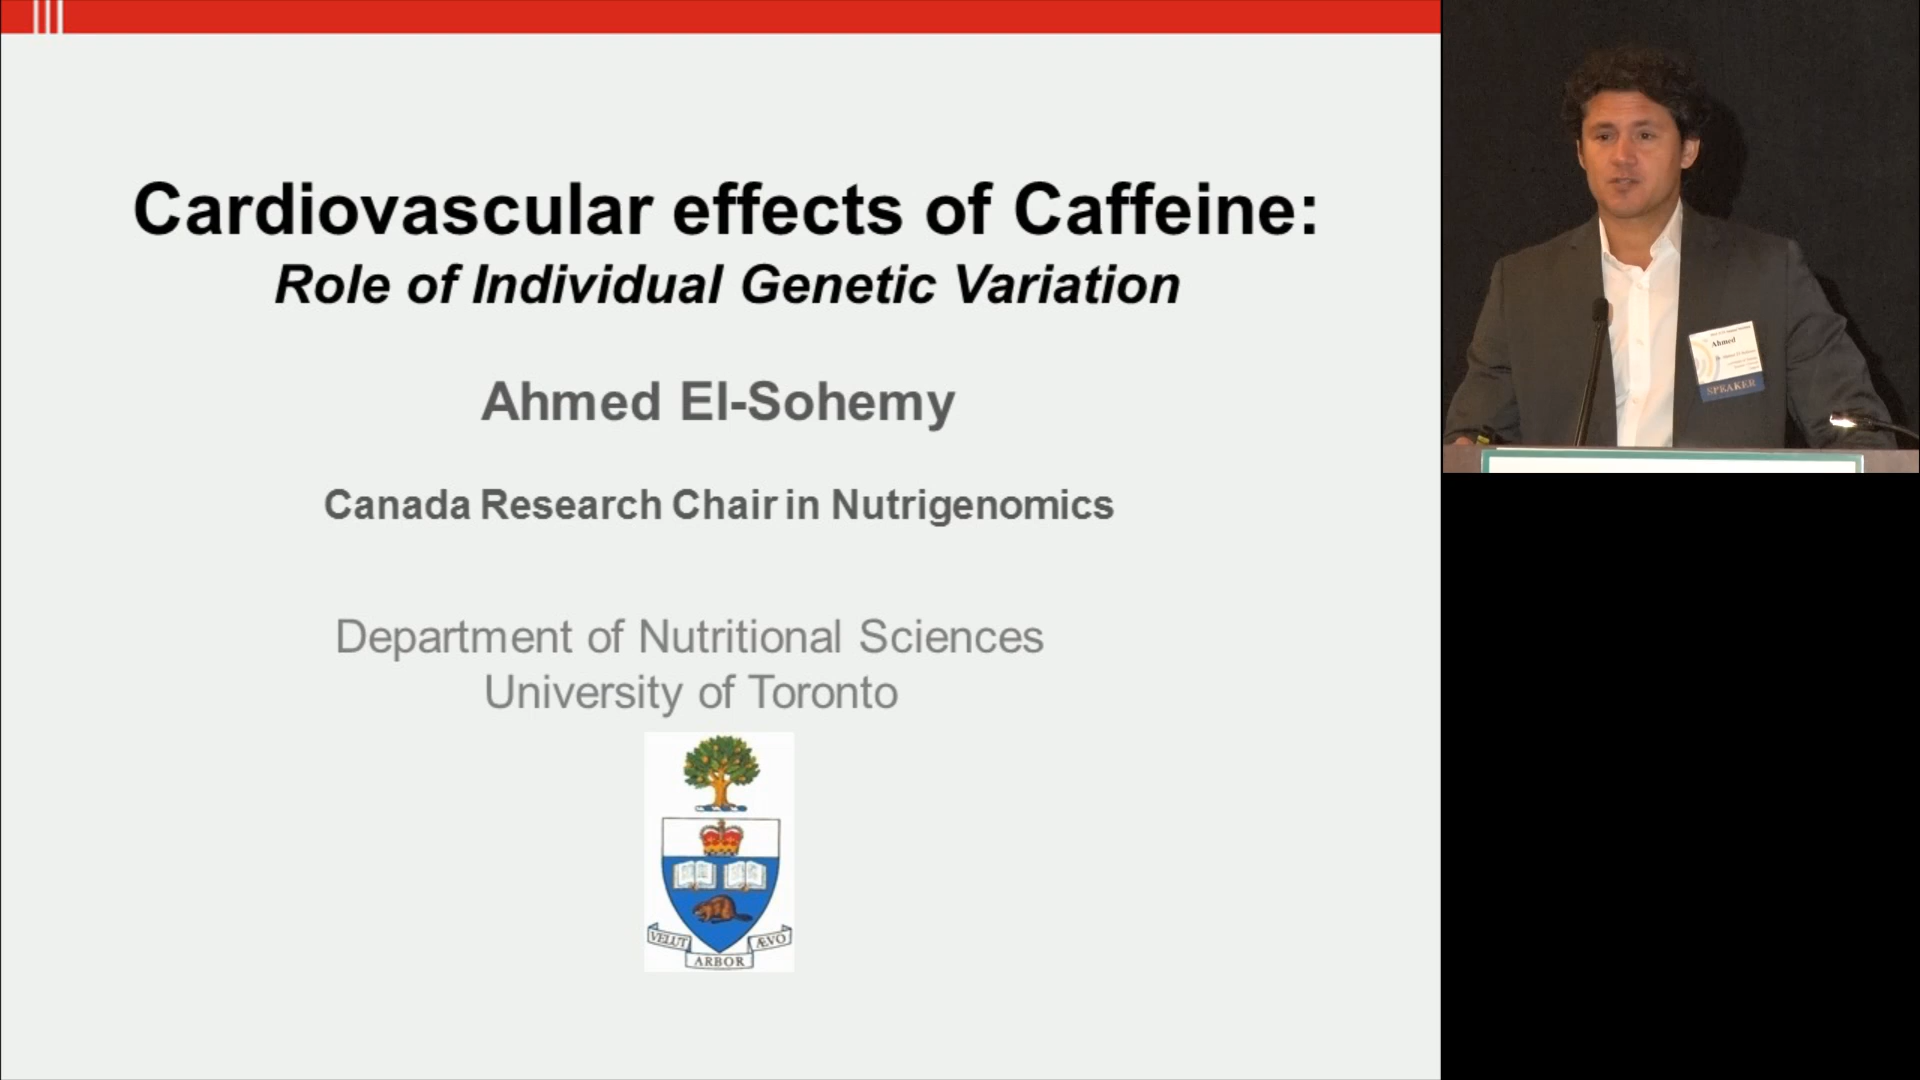 Cardiovascular effects of Caffeine:
Role of Individual Genetic Variation
Ahmed El-Sohemy
Canada Research Chair in Nutrigenomics
Department of Nutritional Sciences
University of Toronto
VELUT ÆVO
ARBOR
Ahmed
SPEAKER